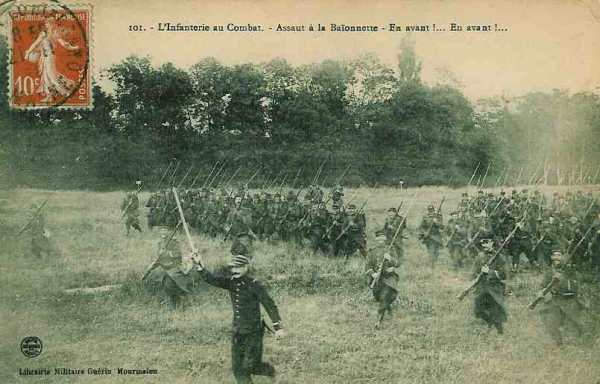 101. - L'Infanterie au Combat. - Assaut à la Baïonnette - En avant !... En avant !...
10c
Librairie Militaire Guérin Mourmelon